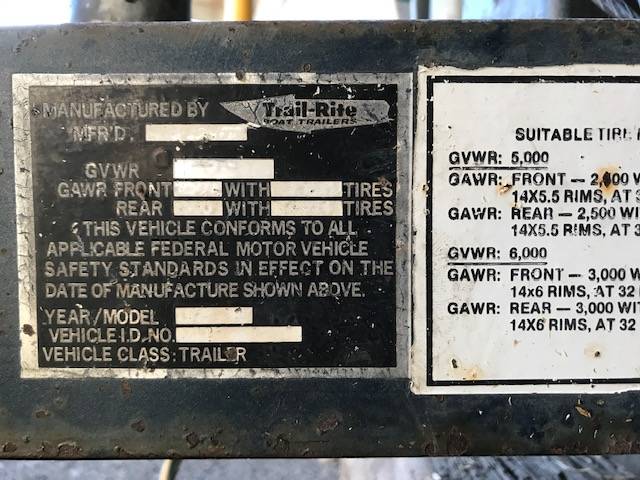 MANUFACTURED BY Trail-Rite
BOAT TRAILERS
MFR'D
GVWR
GAWR FRONT WITH TIRES
REAR WITH TIRES
THIS VEHICLE CONFORMS TO ALL
APPLICABLE FEDERAL MOTOR VEHICLE
SAFETY STANDARDS IN EFFECT ON THE
DATE OF MANUFACTURE SHOWN ABOVE.
YEAR/MODEL
VEHICLE I.D. NO.
VEHICLE CLASS: TRAILER
SUITABLE TIRE
GVWR: 5,000
GAWR: FRONT — 2,500 W
14X5.5 RIMS, AT 3
GAWR: REAR — 2,500 WI
14X5.5 RIMS, AT 3
GVWR: 6,000
GAWR: FRONT — 3,000 W
14x6 RIMS, AT 32
GAWR: REAR — 3,000 WIT
14X6 RIMS, AT 32